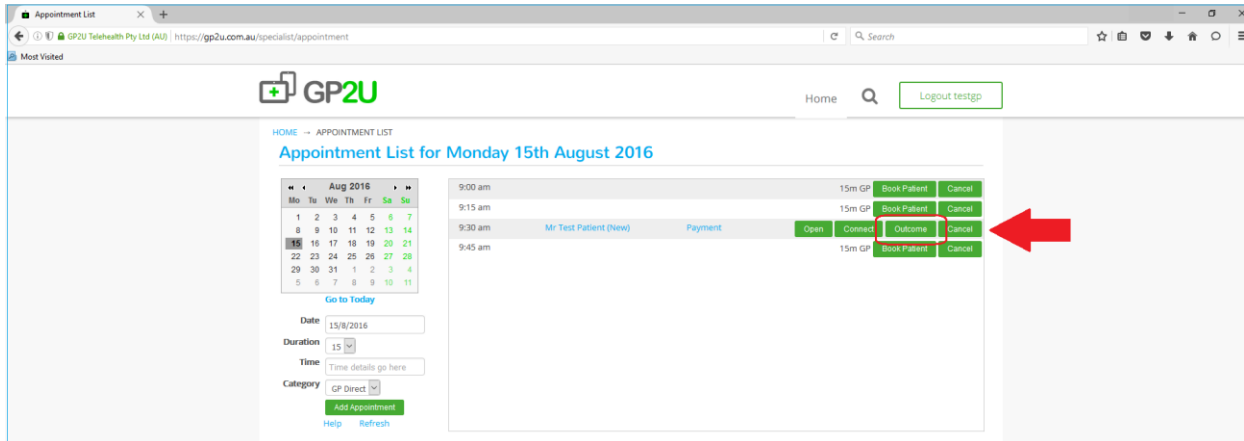 Appointment List
GP2U Telehealth Pty Ltd (AU) https://gp2u.com.au/specialist/appointment
Search
Most Visited
GP2U
Home
Logout testgp
HOME → APPOINTMENT LIST
Appointment List for Monday 15th August 2016
Aug 2016
Mo Tu We Th Fr Sa Su
1 2 3 4 5 6 7
8 9 10 11 12 13 14
15 16 17 18 19 20 21
22 23 24 25 26 27 28
29 30 31 1 2 3 4
5 6 7 8 9 10 11
Go to Today
Date 15/8/2016
Duration 15
Time Time details go here
Category GP Direct
Add Appointment
Help Refresh
9:00 am 15m GP Book Patient Cancel
9:15 am 15m GP Book Patient Cancel
9:30 am Mr Test Patient (New) Payment Open Connect Outcome Cancel
9:45 am 15m GP Book Patient Cancel